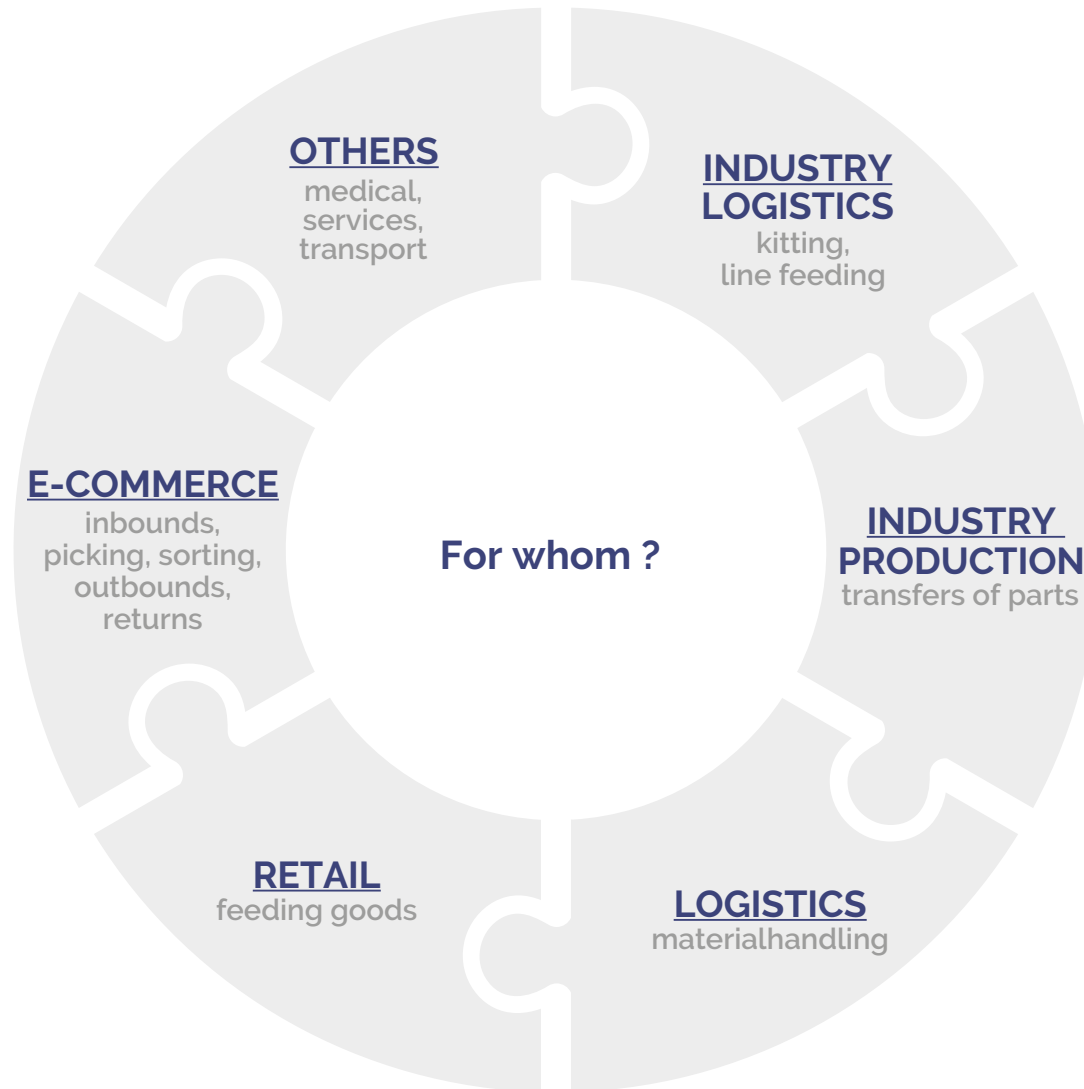 OTHERS
medical,
services,
transport
INDUSTRY
LOGISTICS
kitting,
line feeding
E-COMMERCE
inbounds,
picking, sorting,
outbounds,
returns
For whom ?
INDUSTRY
PRODUCTION
transfers of parts
RETAIL
feeding goods
LOGISTICS
materialhandling